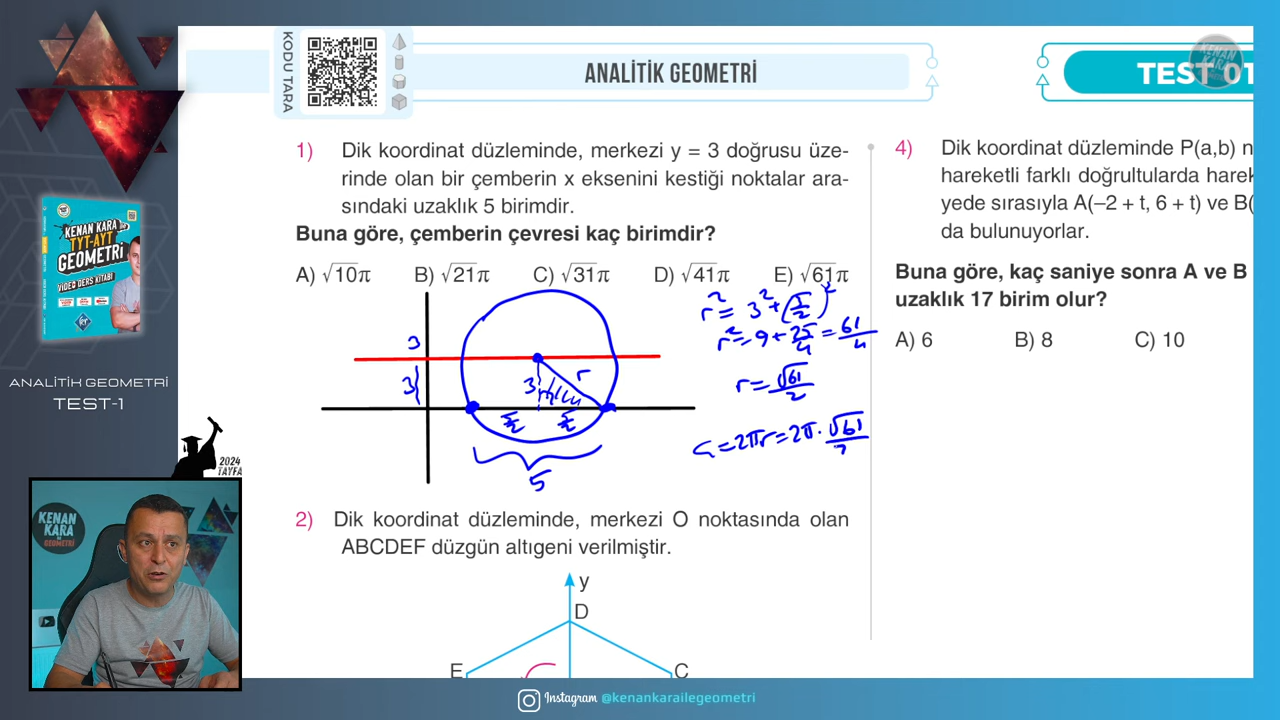 KODU TARA
ANALİTİK GEOMETRİ
TEST 01
KENAN KARA
TYT-AYT
GEOMETRİ
VİDEO DERS KİTABI
ANALİTİK GEOMETRİ
TEST-1
2024
TAYFA
KENAN
KARA
GEOMETRİ
1) Dik koordinat düzleminde, merkezi y = 3 doğrusu üze-
rinde olan bir çemberin x eksenini kestiği noktalar ara-
sındaki uzaklık 5 birimdir.
Buna göre, çemberin çevresi kaç birimdir?
A) √10π B) √21π C) √31π D) √41π E) √61π
3
3
3 r
5/2 5/2
5
r² = 3² + (5/2)²
r² = 9 + 25/4 = 61/4
r = √61/2
Ç = 2πr = 2π · √61/2
2) Dik koordinat düzleminde, merkezi O noktasında olan
ABCDEF düzgün altıgeni verilmiştir.
y
D
E C
4) Dik koordinat düzleminde P(a,b) n
hareketli farklı doğrultularda harek
yede sırasıyla A(–2 + t, 6 + t) ve B(
da bulunuyorlar.
Buna göre, kaç saniye sonra A ve B
uzaklık 17 birim olur?
A) 6 B) 8 C) 10
Instagram @kenankarailegeometri